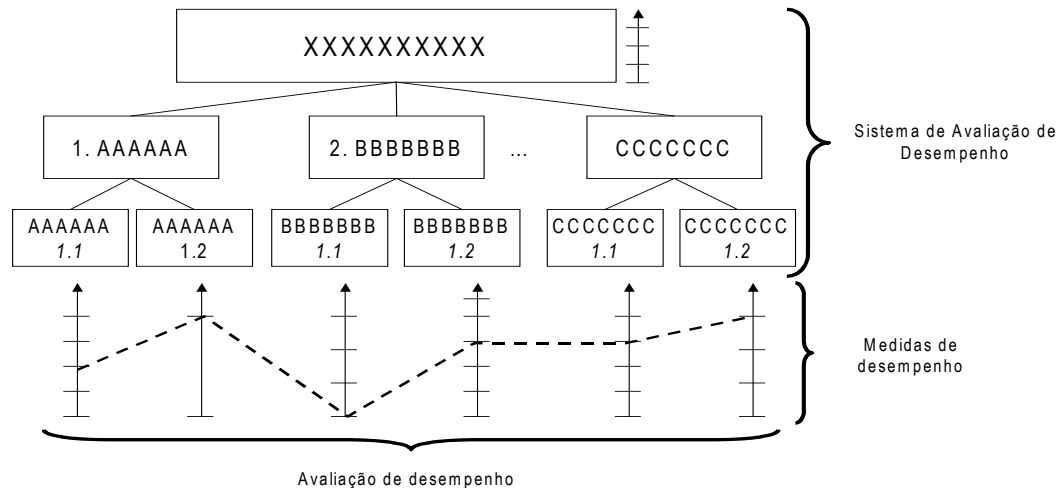 XXXXXXXXXX
1. AAAAAA
2. BBBBBBB
...
CCCCCCC
Sistema de Avaliação de
Desempenho
AAAAAA
1.1
AAAAAA
1.2
BBBBBBB
1.1
BBBBBBB
1.2
CCCCCCC
1.1
CCCCCCC
1.2
Medidas de
desempenho
Avaliação de desempenho